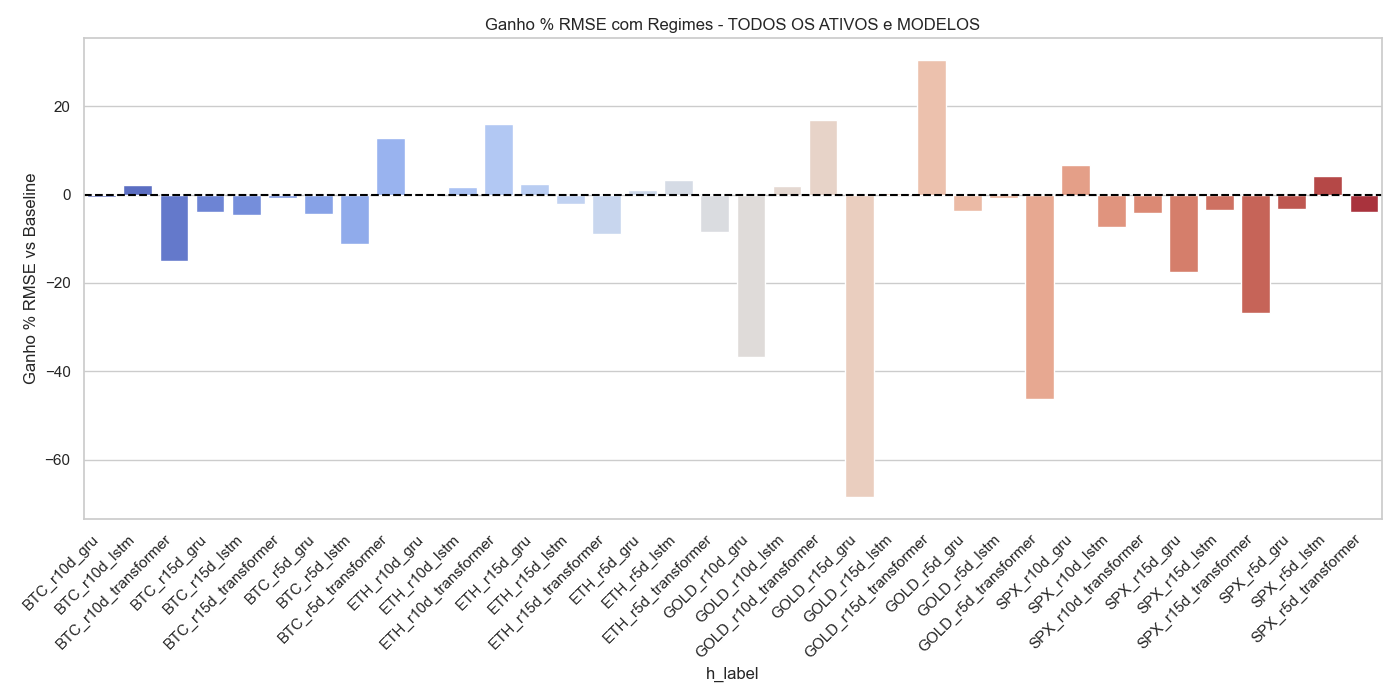 Ganho % RMSE com Regimes - TODOS OS ATIVOS e MODELOS
Ganho % RMSE vs Baseline
20
0
−20
−40
−60
BTC_r10d_gru
BTC_r10d_lstm
BTC_r10d_transformer
BTC_r15d_gru
BTC_r15d_lstm
BTC_r15d_transformer
BTC_r5d_gru
BTC_r5d_lstm
BTC_r5d_transformer
ETH_r10d_gru
ETH_r10d_lstm
ETH_r10d_transformer
ETH_r15d_gru
ETH_r15d_lstm
ETH_r15d_transformer
ETH_r5d_gru
ETH_r5d_lstm
ETH_r5d_transformer
GOLD_r10d_gru
GOLD_r10d_lstm
GOLD_r10d_transformer
GOLD_r15d_gru
GOLD_r15d_lstm
GOLD_r15d_transformer
GOLD_r5d_gru
GOLD_r5d_lstm
GOLD_r5d_transformer
SPX_r10d_gru
SPX_r10d_lstm
SPX_r10d_transformer
SPX_r15d_gru
SPX_r15d_lstm
SPX_r15d_transformer
SPX_r5d_gru
SPX_r5d_lstm
SPX_r5d_transformer
h_label